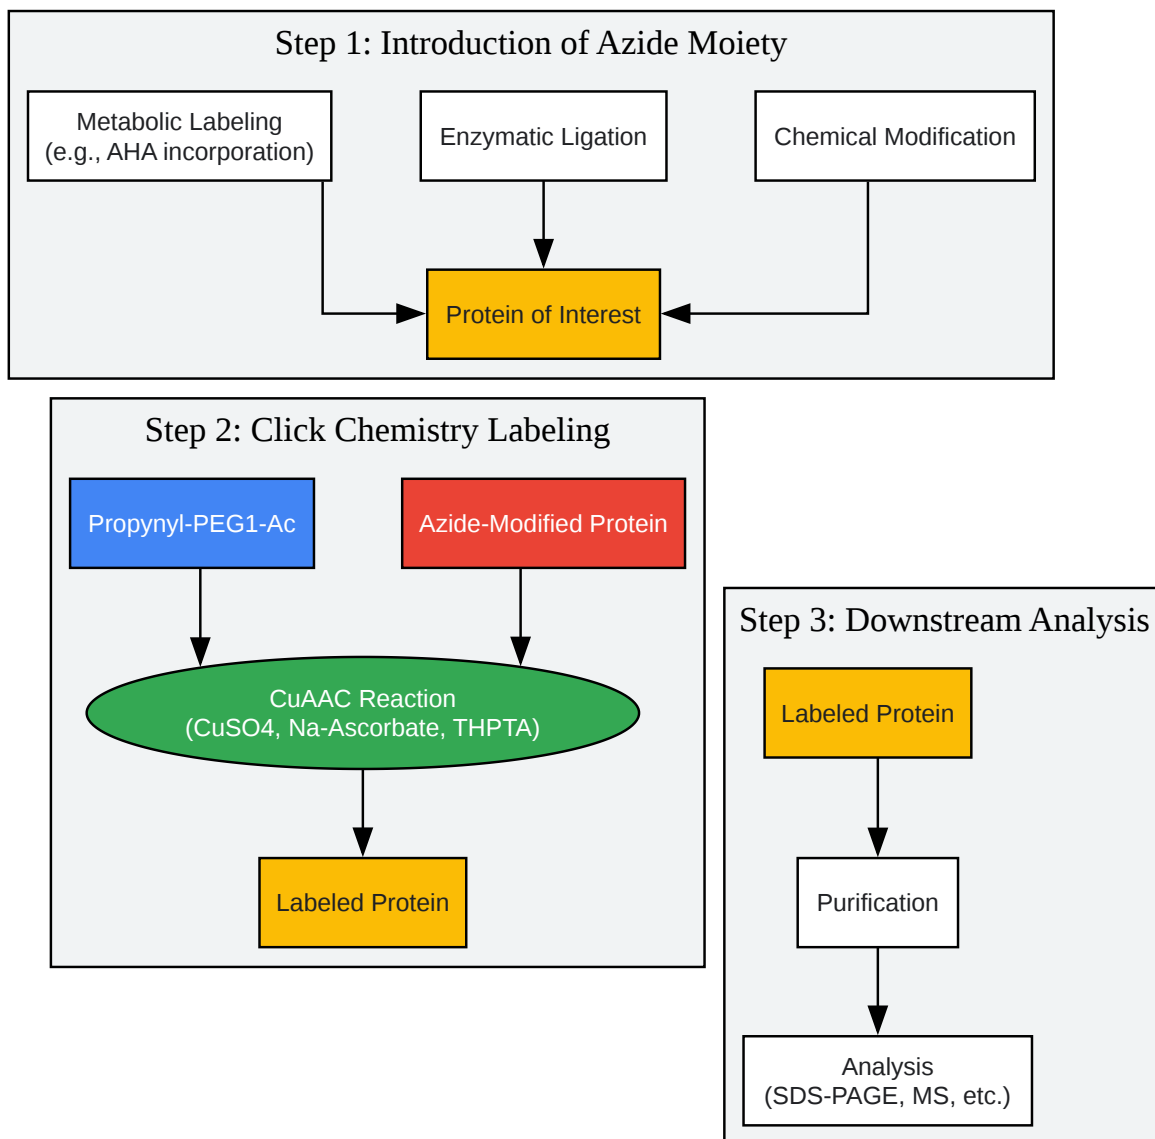 Step 1: Introduction of Azide Moiety
Metabolic Labeling
(e.g., AHA incorporation)
Enzymatic Ligation
Chemical Modification
Protein of Interest
Step 2: Click Chemistry Labeling
Propynyl-PEG1-Ac
Azide-Modified Protein
CuAAC Reaction
(CuSO4, Na-Ascorbate, THPTA)
Labeled Protein
Step 3: Downstream Analysis
Labeled Protein
Purification
Analysis
(SDS-PAGE, MS, etc.)